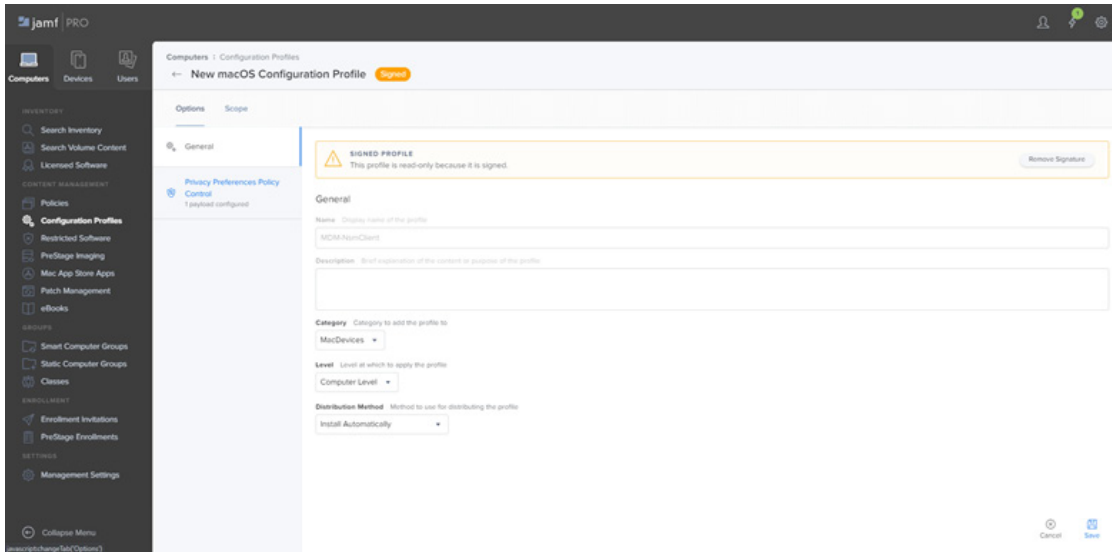 jamf PRO
1
Computers
Devices
Users
INVENTORY
Search Inventory
Search Volume Content
Licensed Software
CONTENT MANAGEMENT
Policies
Configuration Profiles
Restricted Software
PreStage Imaging
Mac App Store Apps
Patch Management
eBooks
GROUPS
Smart Computer Groups
Static Computer Groups
Classes
ENROLLMENT
Enrollment Invitations
PreStage Enrollments
SETTINGS
Management Settings
Collapse Menu
javascript:changeTab('Options')
Computers : Configuration Profiles
← New macOS Configuration Profile Signed
Options Scope
General
Privacy Preferences Policy
Control
1 payload configured
SIGNED PROFILE
This profile is read-only because it is signed.
Remove Signature
General
Name Display name of the profile
MDM-NonClient
Description Brief explanation of the content or purpose of the profile
Category Category to add the profile to
MacDevices
Level Level at which to apply the profile
Computer Level
Distribution Method Method to use for distributing the profile
Install Automatically
Cancel Save